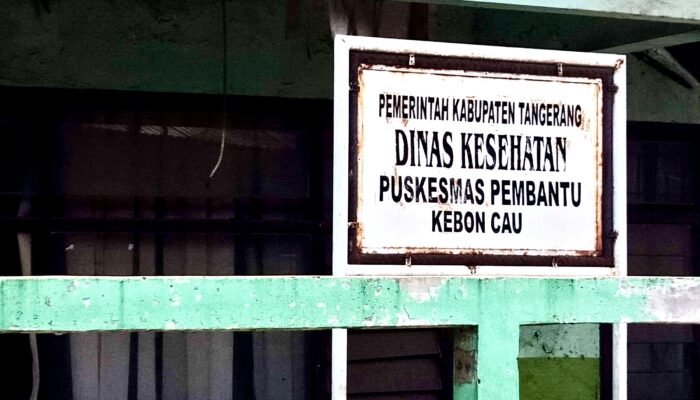 PEMERINTAH KABUPATEN TANGERANG
DINAS KESEHATAN
PUSKESMAS PEMBANTU
KEBON CAU